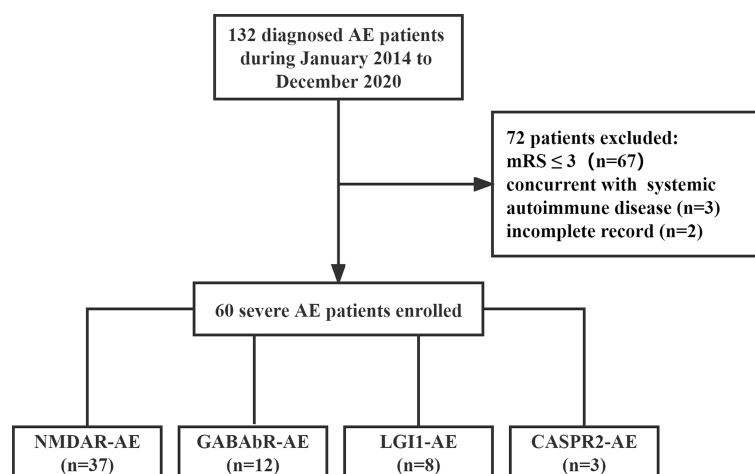 132 diagnosed AE patients
during January 2014 to
December 2020
72 patients excluded:
mRS ≤ 3 (n=67)
concurrent with systemic
autoimmune disease (n=3)
incomplete record (n=2)
60 severe AE patients enrolled
NMDAR-AE
(n=37)
GABAbR-AE
(n=12)
LGI1-AE
(n=8)
CASPR2-AE
(n=3)